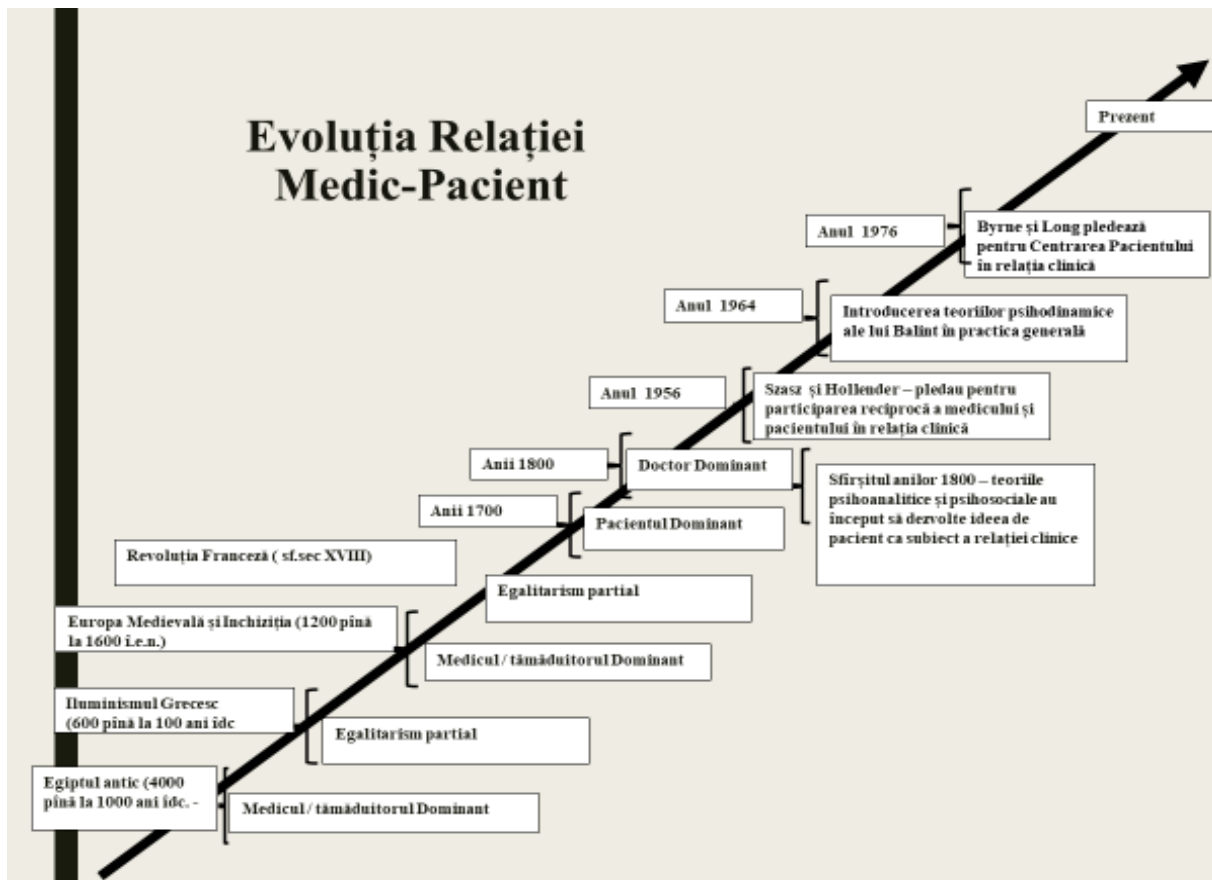 Evoluția Relației
Medic-Pacient
Prezent
Anul 1976
Byrne și Long pledează
pentru Centrarea Pacientului
în relația clinică
Anul 1964
Introducerea teoriilor psihodinamice
ale lui Balint în practica generală
Anul 1956
Szasz și Hollender – pledau pentru
participarea reciprocă a medicului și
pacientului în relația clinică
Anii 1800
Doctor Dominant
Sfîrșitul anilor 1800 – teoriile
psihoanalitice și psihosociale au
început să dezvolte ideea de
pacient ca subiect a relației clinice
Anii 1700
Pacientul Dominant
Revoluția Franceză ( sf.sec XVIII)
Egalitarism partial
Europa Medievală și Inchiziția (1200 pînă
la 1600 î.e.n.)
Medicul / tămăduitorul Dominant
Iluminismul Grecesc
(600 pînă la 100 ani îdc
Egalitarism partial
Egiptul antic (4000
pînă la 1000 ani îdc. -
Medicul / tămăduitorul Dominant